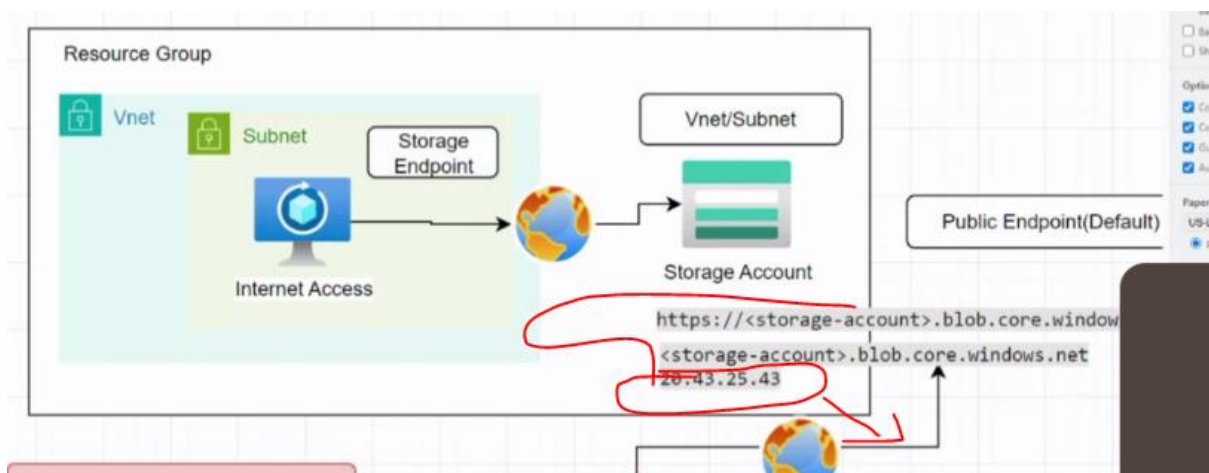 Resource Group
Vnet
Subnet
Storage
Endpoint
Internet Access
Vnet/Subnet
Storage Account
Public Endpoint(Default)
https://<storage-account>.blob.core.window
<storage-account>.blob.core.windows.net
20.43.25.43